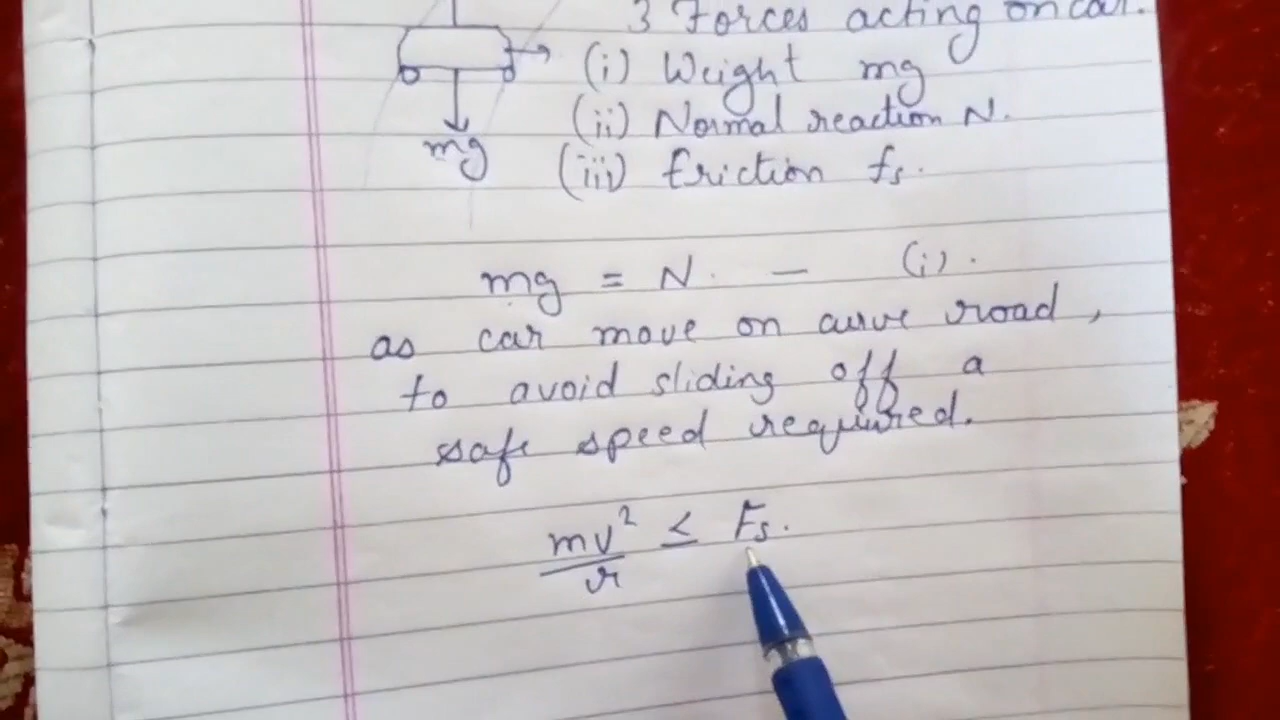 3 Forces acting on car.
(i) Weight mg
(ii) Normal reaction N.
mg
(iii) friction fs.
mg = N. — (i).
as car move on curve road,
to avoid sliding off a
safe speed required.
mv²/r ≤ Fs.